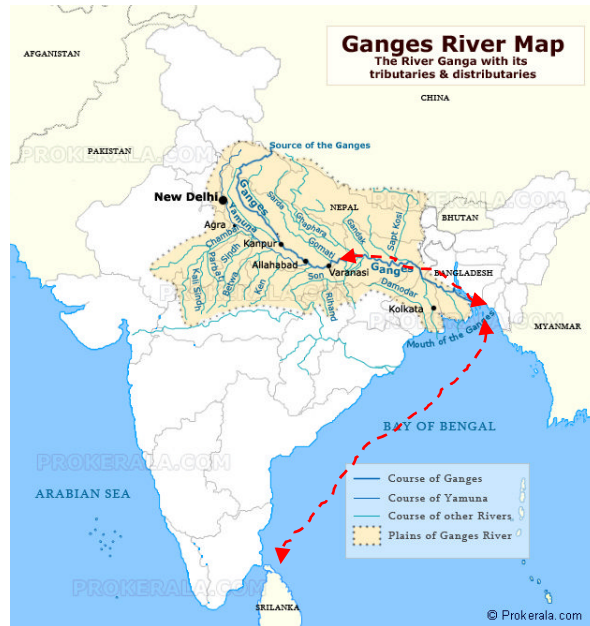 Ganges River Map
The River Ganga with its
tributaries & distributaries
AFGANISTAN
CHINA
PAKISTAN
PROKERALA.COM
Source of the Ganges
New Delhi
Ganges
Yamuna
Sarda
Ghaghara
NEPAL
Gomati
Gandak
Sapt Kosi
BHUTAN
Agra
Chambal
Sindh
Kanpur
Parbati
Betwa
Kali Sindh
Ken
Allahabad
Son
Varanasi
Rihand
Ganges
BANGLADESH
Damodar
Kolkata
Mouth of the Ganges
MYANMAR
PROKERALA.COM
PROKERALA.COM
BAY OF BENGAL
ARABIAN SEA
Course of Ganges
Course of Yamuna
Course of other Rivers
Plains of Ganges River
PROKERALA.COM
SRILANKA
© Prokerala.com